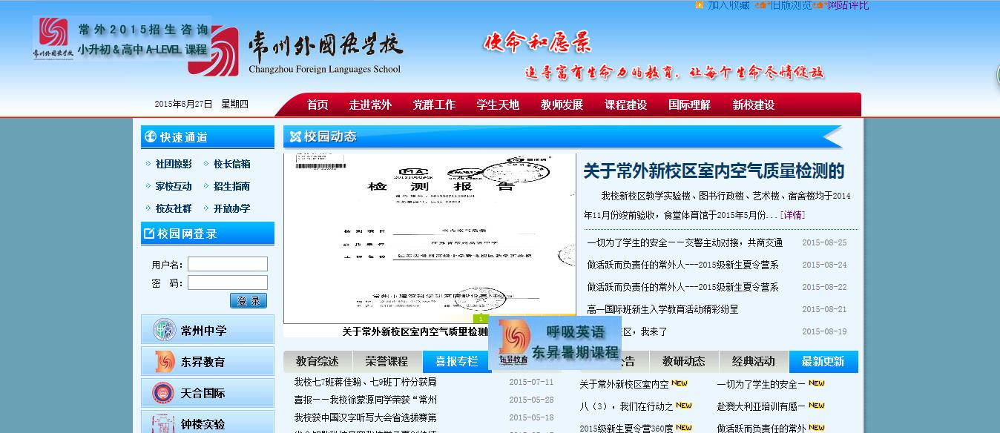 加入收藏 旧版浏览 网站评比
常外2015招生咨询
小升初&高中A-LEVEL 课程
常州外国语学校
Changzhou Foreign Languages School
使命和愿景
追寻富有生命力的教育，让每个生命尽情绽放
2015年8月27日 星期四
首页 走进常外 党群工作 学生天地 教师发展 课程建设 国际理解 新校建设
快速通道
社团掠影 校长信箱
家校互动 招生指南
校友社群 开放办学
校园网登录
用户名：
密 码：
登 录
常州中学
东昇教育
天合国际
钟楼实验
校园动态
MA
检 测 报 告
1
关于常外新校区室内空气质量检测
关于常外新校区室内空气质量检测的
我校新校区教学实验楼、图书行政楼、艺术楼、宿舍楼均于2014
年11月份竣前验收，食堂体育馆于2015年5月份...[详情]
一切为了学生的安全－－交警主动对接，共商交通 2015-08-25
做活跃而负责任的常外人---2015级新生夏令营系 2015-08-24
做活跃而负责任的常外人---2015级新生夏令营系 2015-08-22
高一国际班新生入学教育活动精彩纷呈 2015-08-21
区，我来了 2015-08-19
呼吸英语
东昇暑期课程
东昇教育
教育综述 荣誉课程 喜报专栏
我校七7班蒋佳翰、七9班丁柠分获局 2015-07-11
喜报－－我校徐蒙源同学荣获“常州 2015-05-28
我校获中国汉字听写大会省选拔赛第 2015-05-18
告 教研动态 经典活动 最新更新
关于常外新校区室内空 NEW 一切为了学生的安全－ NEW
八（3），我们在行动之 NEW 赴澳大利亚培训有感－ NEW
2015级新生夏令营360度 NEW 做活跃而负责任的常外 NEW